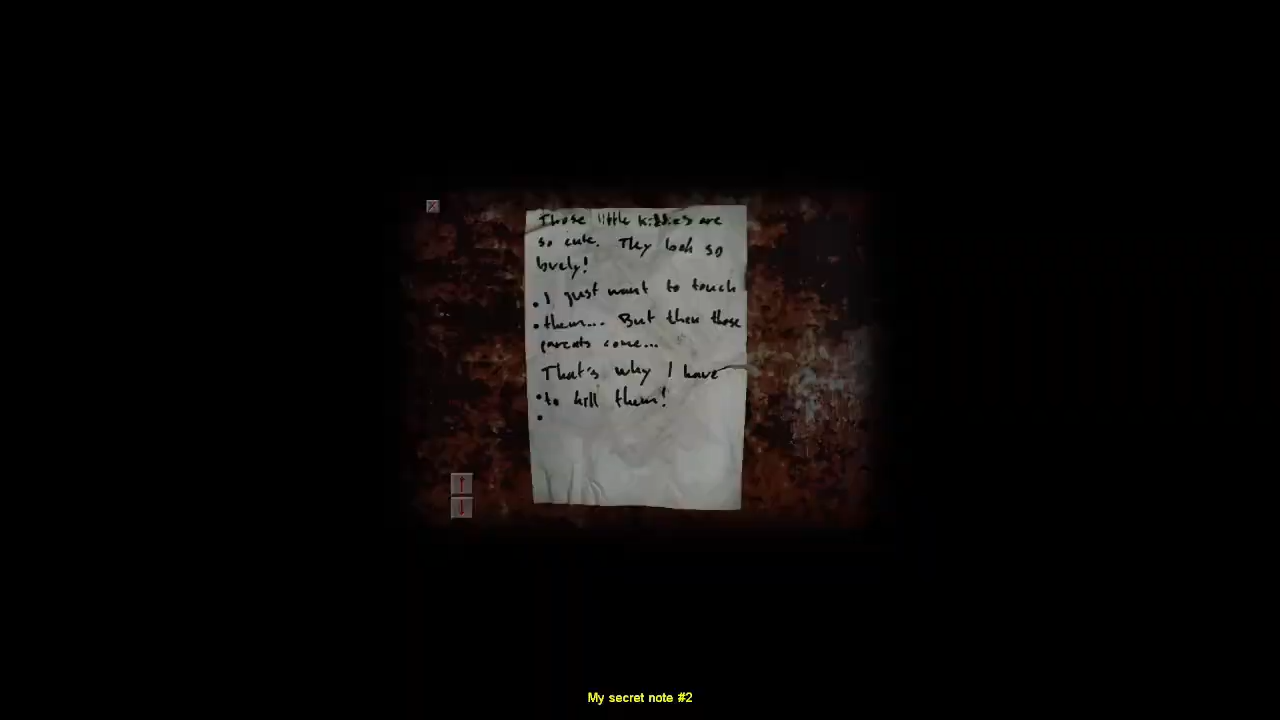 Those little kiddies are
so cute. They look so
lovely!
I just want to touch
them... But then those
parents come...
That's why I have
to kill them!
My secret note #2